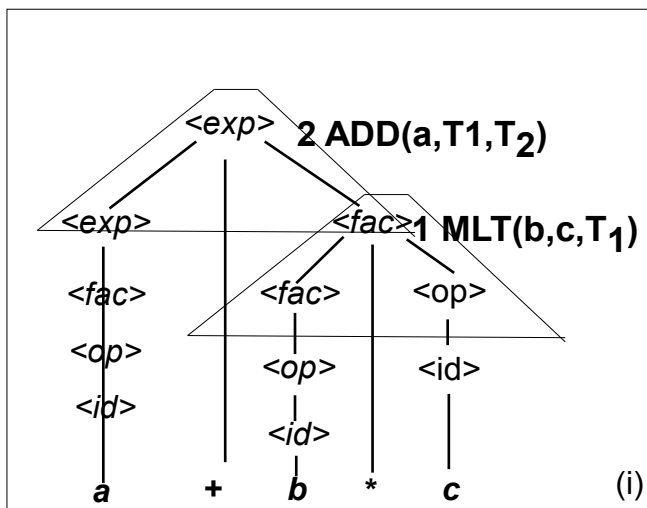 <exp> 2 ADD(a,T1,T2)
<exp> <fac> 1 MLT(b,c,T1)
<fac> <fac> <op>
<op> <op> <id>
<id> <id>
a + b * c (i)